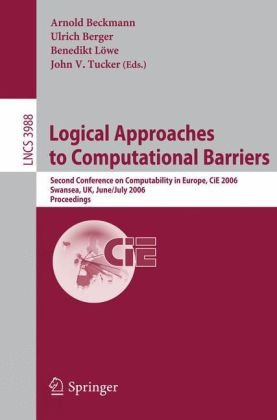 Arnold Beckmann
Ulrich Berger
Benedikt Löwe
John V. Tucker (Eds.)
LNCS 3988
Logical Approaches
to Computational Barriers
Second Conference on Computability in Europe, CiE 2006
Swansea, UK, June/July 2006
Proceedings
CiE
Springer